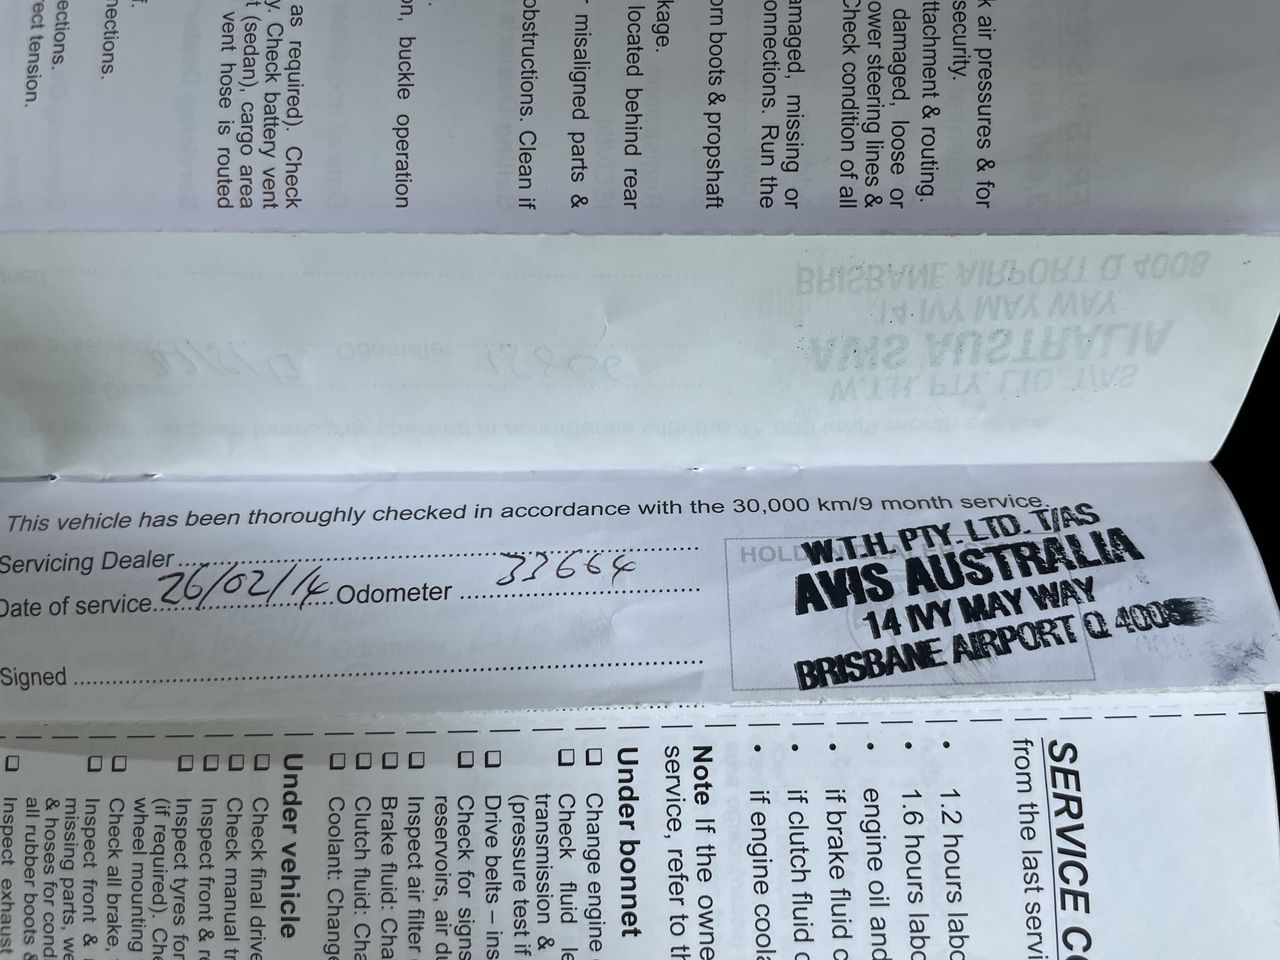 k air pressures & for
security.
ttachment & routing.
damaged, loose or
ower steering lines &
Check condition of all
amaged, missing or
onnections. Run the
orn boots & propshaft
kage.
located behind rear
misaligned parts &
obstructions. Clean if
on, buckle operation
as required). Check
y. Check battery vent
t (sedan), cargo area
vent hose is routed
f.
nections.
ections.
rect tension.
This vehicle has been thoroughly checked in accordance with the 30,000 km/9 month service.
Servicing Dealer
Date of service 26/02/14 Odometer 33664
Signed
HOLDEN DEALER
W.T.H. PTY. LTD. T/AS
AVIS AUSTRALIA
14 IVY MAY WAY
BRISBANE AIRPORT Q 4008
SERVICE
from the last servi
• 1.2 hours labo
• 1.6 hours labo
• engine oil and
• if brake fluid c
• if clutch fluid c
• if engine coola
Note If the owne
service, refer to th
Under bonnet
❑ Change engine
❑ Check fluid le
transmission &
(pressure test if
❑ Drive belts – ins
❑ Check for signs
reservoirs, air du
❑ Inspect air filter
❑ Brake fluid: Cha
❑ Clutch fluid: Cha
❑ Coolant: Change
Under vehicle
❑ Check final drive
❑ Check manual tr
❑ Inspect front & r
❑ Inspect tyres for
(if required). Che
wheel mounting
❑ Check all brake,
❑ Inspect front &
missing parts, we
& hoses for cond
all rubber boots &
❑ Inspect exhaust